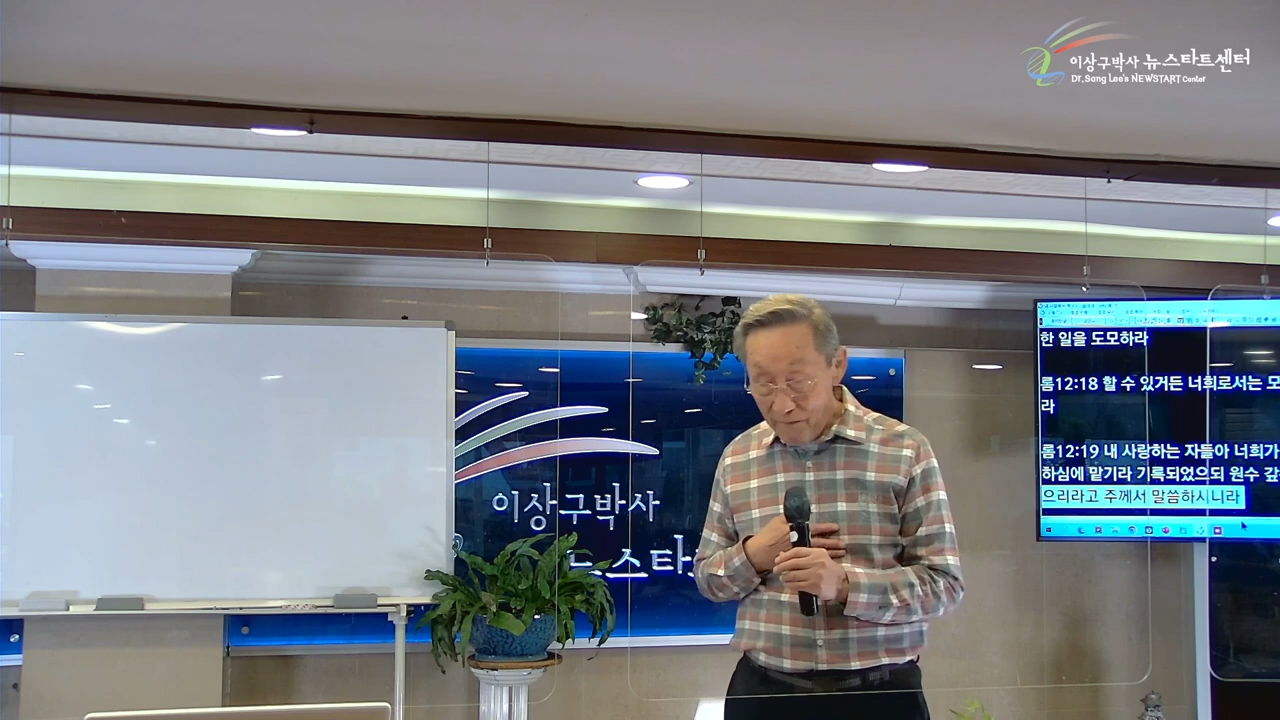 이상구박사 뉴스타트센터
Dr. Sang Lee's NEWSTART Center
한 일을 도모하라
롬12:18 할 수 있거든 너희로서는 모
라
롬12:19 내 사랑하는 자들아 너희가
하심에 맡기라 기록되었으되 원수 갚
으리라고 주께서 말씀하시니라
이상구박사
뉴스타